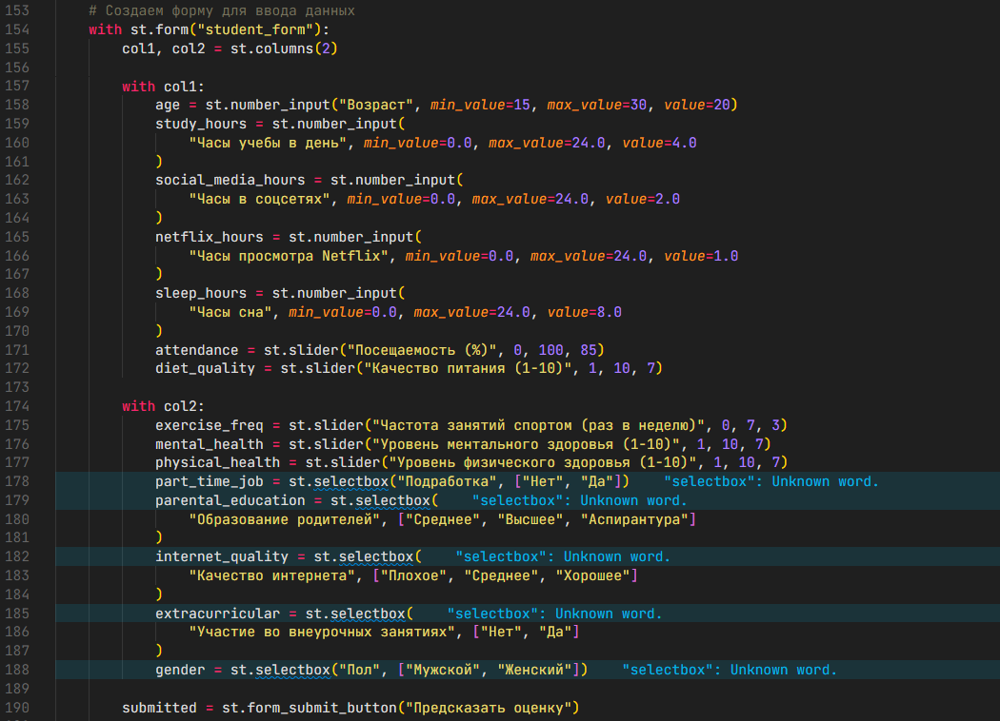 153 # Создаем форму для ввода данных
154 with st.form("student_form"):
155 col1, col2 = st.columns(2)
156
157 with col1:
158 age = st.number_input("Возраст", min_value=15, max_value=30, value=20)
159 study_hours = st.number_input(
160 "Часы учебы в день", min_value=0.0, max_value=24.0, value=4.0
161 )
162 social_media_hours = st.number_input(
163 "Часы в соцсетях", min_value=0.0, max_value=24.0, value=2.0
164 )
165 netflix_hours = st.number_input(
166 "Часы просмотра Netflix", min_value=0.0, max_value=24.0, value=1.0
167 )
168 sleep_hours = st.number_input(
169 "Часы сна", min_value=0.0, max_value=24.0, value=8.0
170 )
171 attendance = st.slider("Посещаемость (%)", 0, 100, 85)
172 diet_quality = st.slider("Качество питания (1-10)", 1, 10, 7)
173
174 with col2:
175 exercise_freq = st.slider("Частота занятий спортом (раз в неделю)", 0, 7, 3)
176 mental_health = st.slider("Уровень ментального здоровья (1-10)", 1, 10, 7)
177 physical_health = st.slider("Уровень физического здоровья (1-10)", 1, 10, 7)
178 part_time_job = st.selectbox("Подработка", ["Нет", "Да"]) "selectbox": Unknown word.
179 parental_education = st.selectbox( "selectbox": Unknown word.
180 "Образование родителей", ["Среднее", "Высшее", "Аспирантура"]
181 )
182 internet_quality = st.selectbox( "selectbox": Unknown word.
183 "Качество интернета", ["Плохое", "Среднее", "Хорошее"]
184 )
185 extracurricular = st.selectbox( "selectbox": Unknown word.
186 "Участие во внеурочных занятиях", ["Нет", "Да"]
187 )
188 gender = st.selectbox("Пол", ["Мужской", "Женский"]) "selectbox": Unknown word.
189
190 submitted = st.form_submit_button("Предсказать оценку")